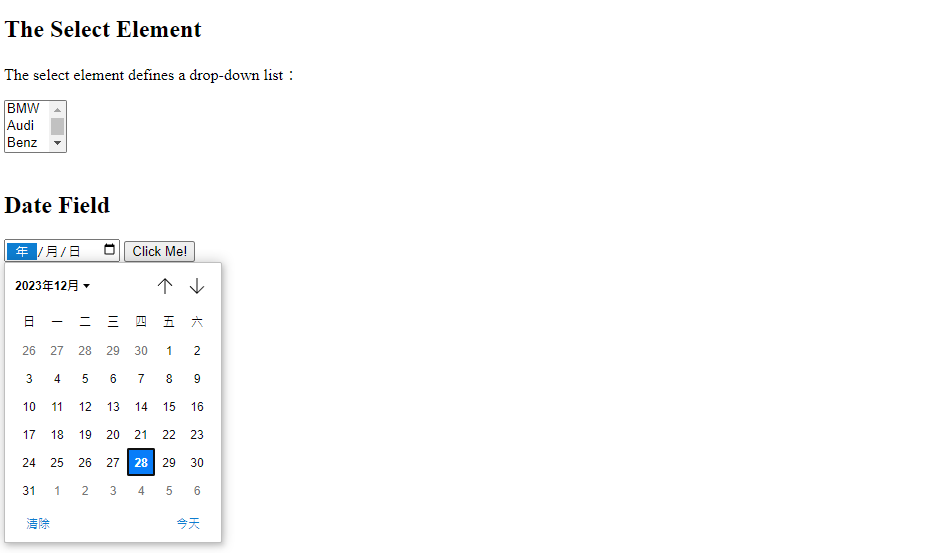 The Select Element
The select element defines a drop-down list：
BMW
Audi
Benz
Date Field
年/月/日 Click Me!
2023年12月
日 一 二 三 四 五 六
26 27 28 29 30 1 2
3 4 5 6 7 8 9
10 11 12 13 14 15 16
17 18 19 20 21 22 23
24 25 26 27 28 29 30
31 1 2 3 4 5 6
清除 今天